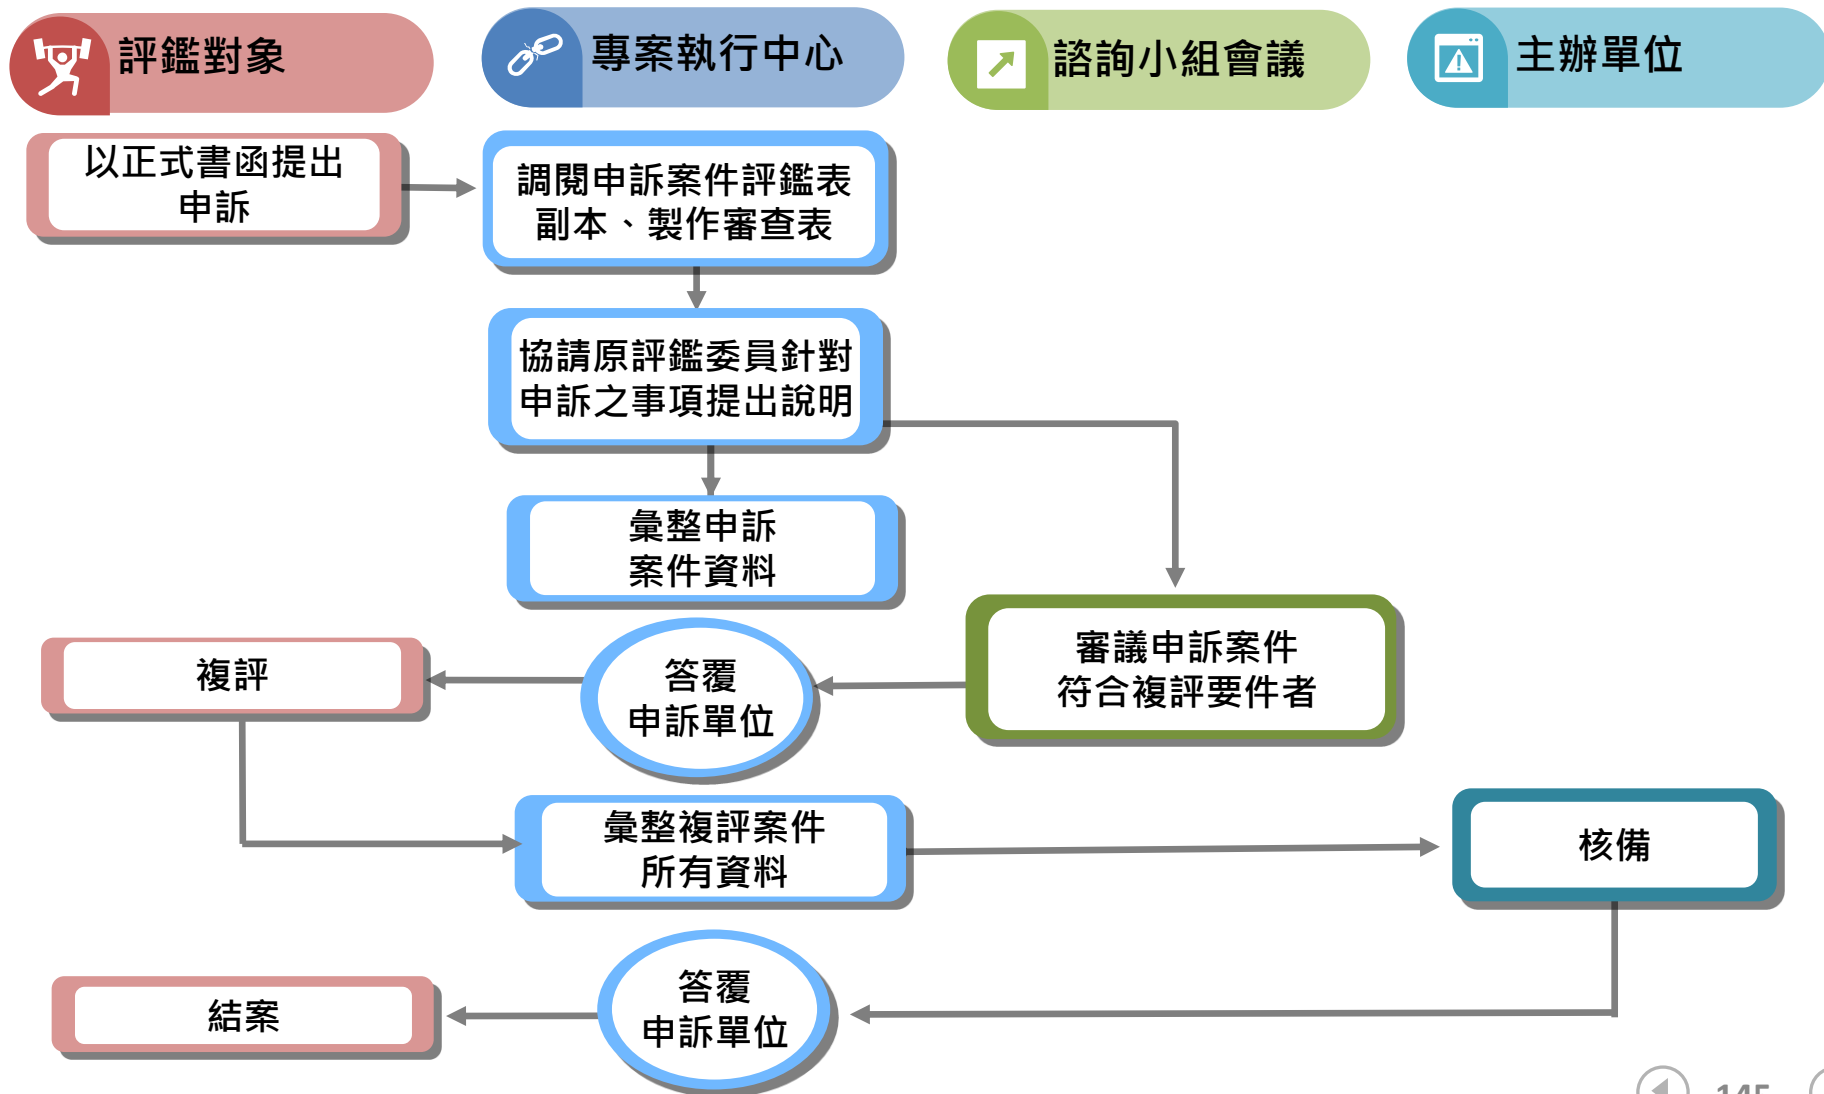 評鑑對象
專案執行中心
諮詢小組會議
主辦單位
以正式書函提出
申訴
調閱申訴案件評鑑表
副本、製作審查表
協請原評鑑委員針對
申訴之事項提出說明
彙整申訴
案件資料
審議申訴案件
符合複評要件者
答覆
申訴單位
複評
彙整複評案件
所有資料
核備
答覆
申訴單位
結案
145